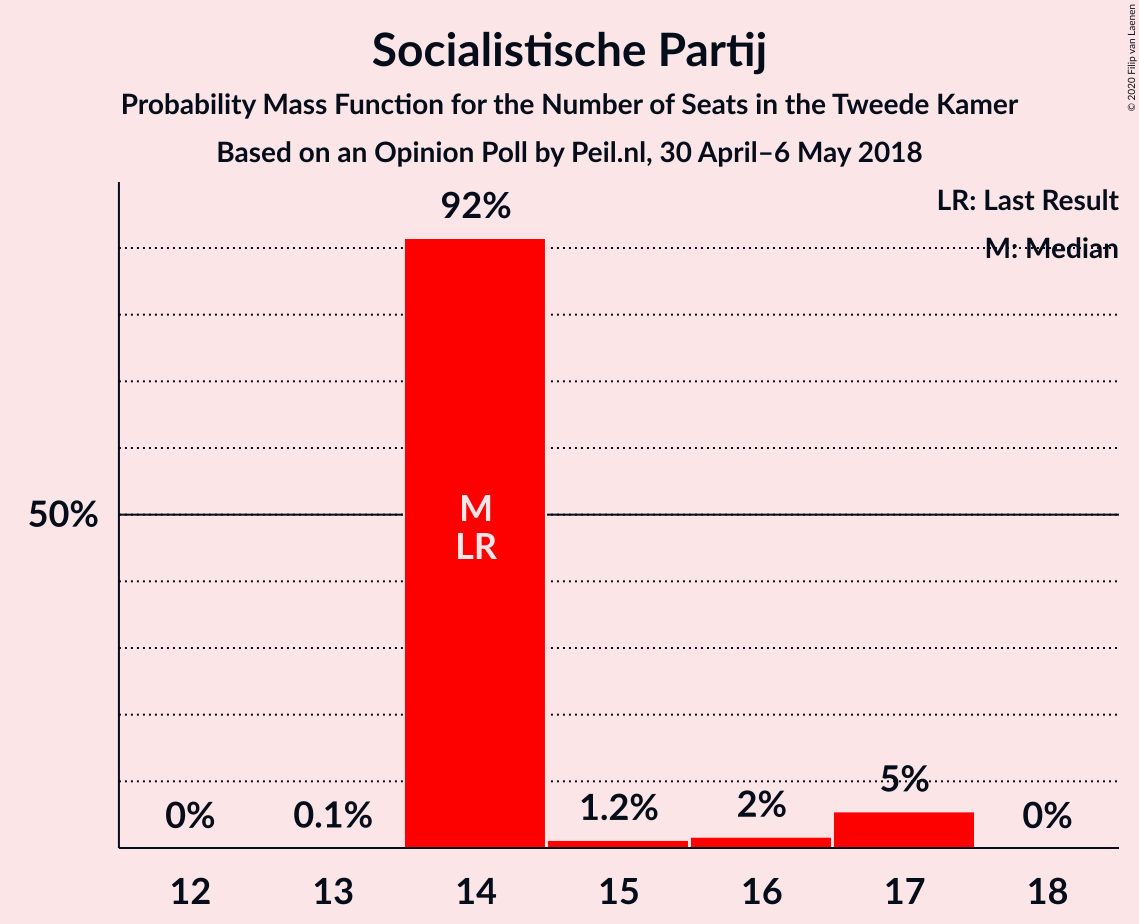 Socialistische Partij
Probability Mass Function for the Number of Seats in the Tweede Kamer
Based on an Opinion Poll by Peil.nl, 30 April–6 May 2018
© 2020 Filip van Laenen
LR: Last Result
M: Median
50%
0%
0.1%
92%
M
LR
1.2%
2%
5%
0%
12 13 14 15 16 17 18